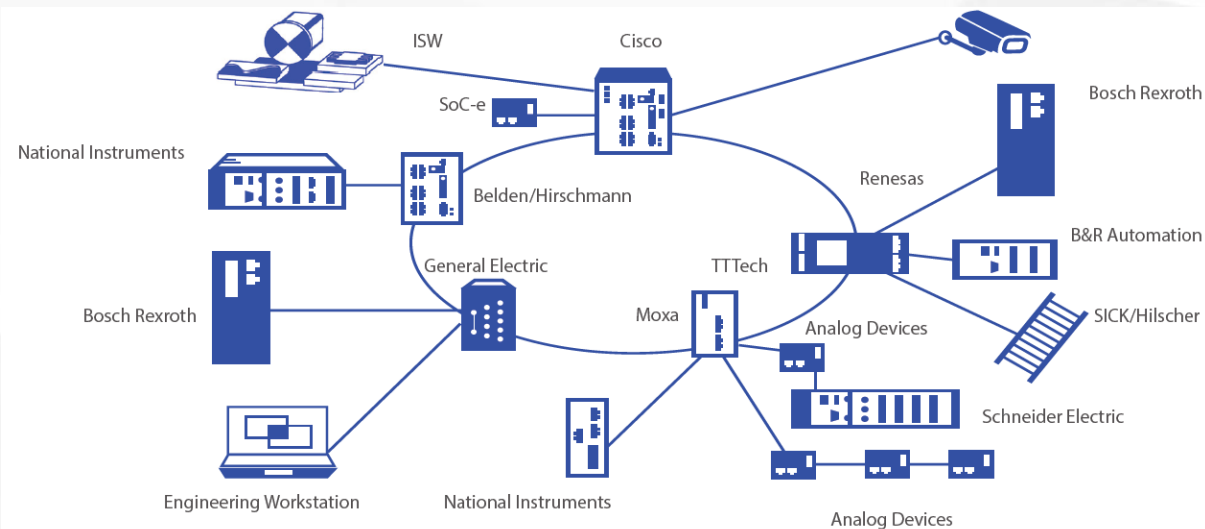 ISW
Cisco
SoC-e
Bosch Rexroth
National Instruments
Renesas
Belden/Hirschmann
B&R Automation
General Electric
TTTech
Bosch Rexroth
Moxa
SICK/Hilscher
Analog Devices
Schneider Electric
Engineering Workstation
National Instruments
Analog Devices